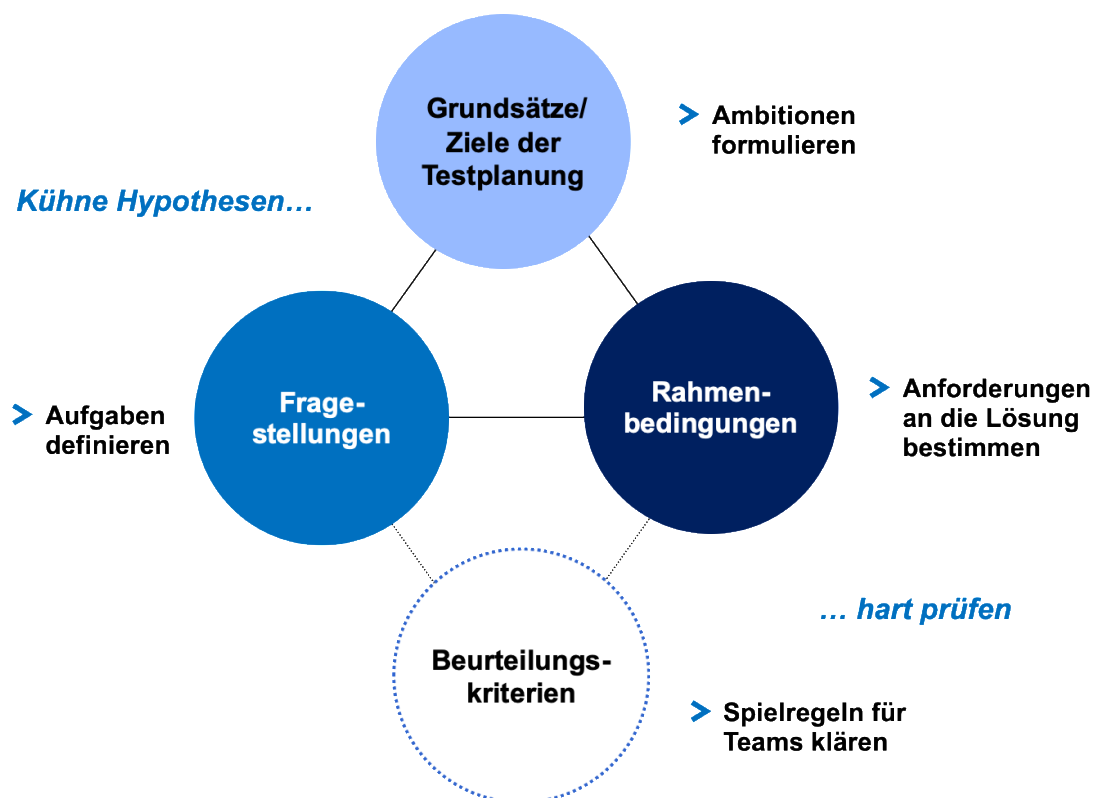 Grundsätze/
Ziele der
Testplanung
Ambitionen
formulieren
Kühne Hypothesen…
Frage-
stellungen
Rahmen-
bedingungen
Aufgaben
definieren
Anforderungen
an die Lösung
bestimmen
… hart prüfen
Beurteilungs-
kriterien
Spielregeln für
Teams klären